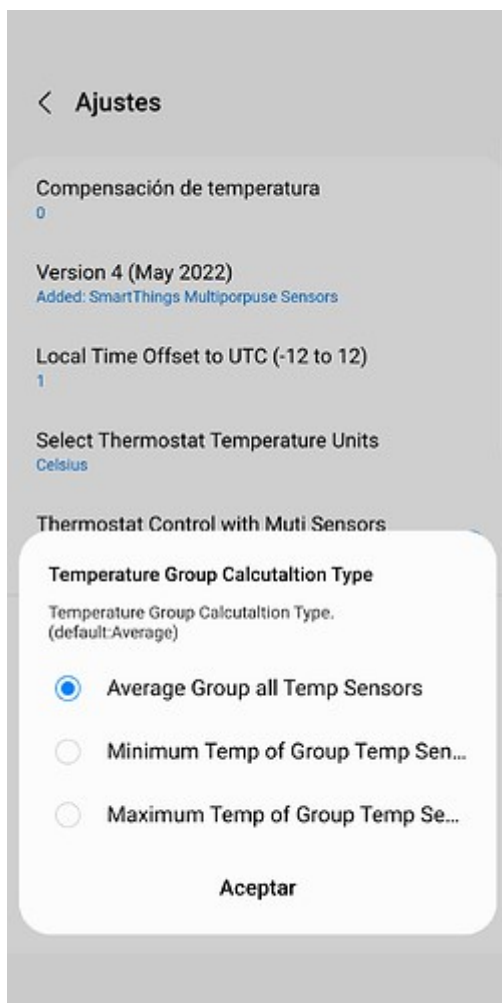 Ajustes
Compensación de temperatura
0
Version 4 (May 2022)
Added: SmartThings Multiporpuse Sensors
Local Time Offset to UTC (-12 to 12)
1
Select Thermostat Temperature Units
Celsius
Thermostat Control with Muti Sensors
Temperature Group Calcutaltion Type
Temperature Group Calcutaltion Type.
(default:Average)
Average Group all Temp Sensors
Minimum Temp of Group Temp Sen...
Maximum Temp of Group Temp Se...
Aceptar